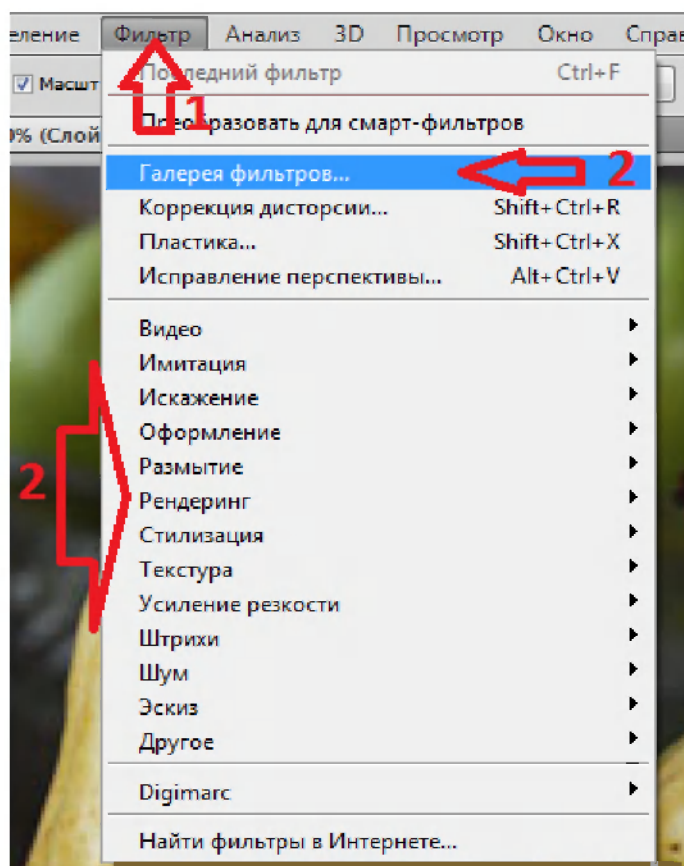 еление Фильтр Анализ 3D Просмотр Окно Справ
Масшт
Последний фильтр Ctrl+F
1
Преобразовать для смарт-фильтров
0% (Слой
Галерея фильтров... 2
Коррекция дисторсии... Shift+Ctrl+R
Пластика... Shift+Ctrl+X
Исправление перспективы... Alt+Ctrl+V
Видео
Имитация
Искажение
Оформление
Размытие
2
Рендеринг
Стилизация
Текстура
Усиление резкости
Штрихи
Шум
Эскиз
Другое
Digimarc
Найти фильтры в Интернете...